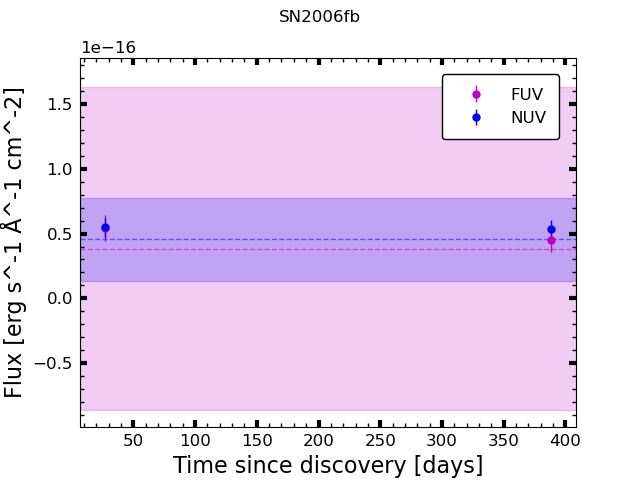 SN2006fb
1e−16
1.5
1.0
0.5
0.0
−0.5
Flux [erg s^-1 Å^-1 cm^-2]
FUV
NUV
50 100 150 200 250 300 350 400
Time since discovery [days]